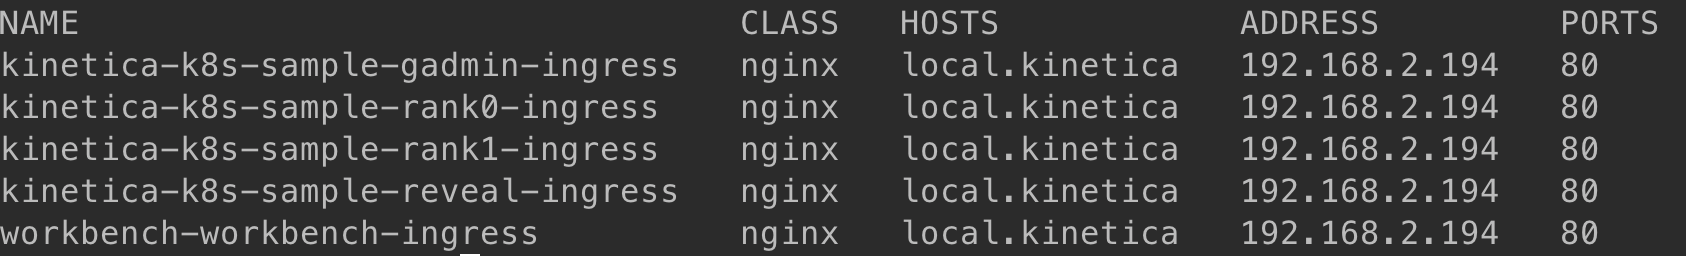 NAME CLASS HOSTS ADDRESS PORTS
kinetica-k8s-sample-gadmin-ingress nginx local.kinetica 192.168.2.194 80
kinetica-k8s-sample-rank0-ingress nginx local.kinetica 192.168.2.194 80
kinetica-k8s-sample-rank1-ingress nginx local.kinetica 192.168.2.194 80
kinetica-k8s-sample-reveal-ingress nginx local.kinetica 192.168.2.194 80
workbench-workbench-ingress nginx local.kinetica 192.168.2.194 80